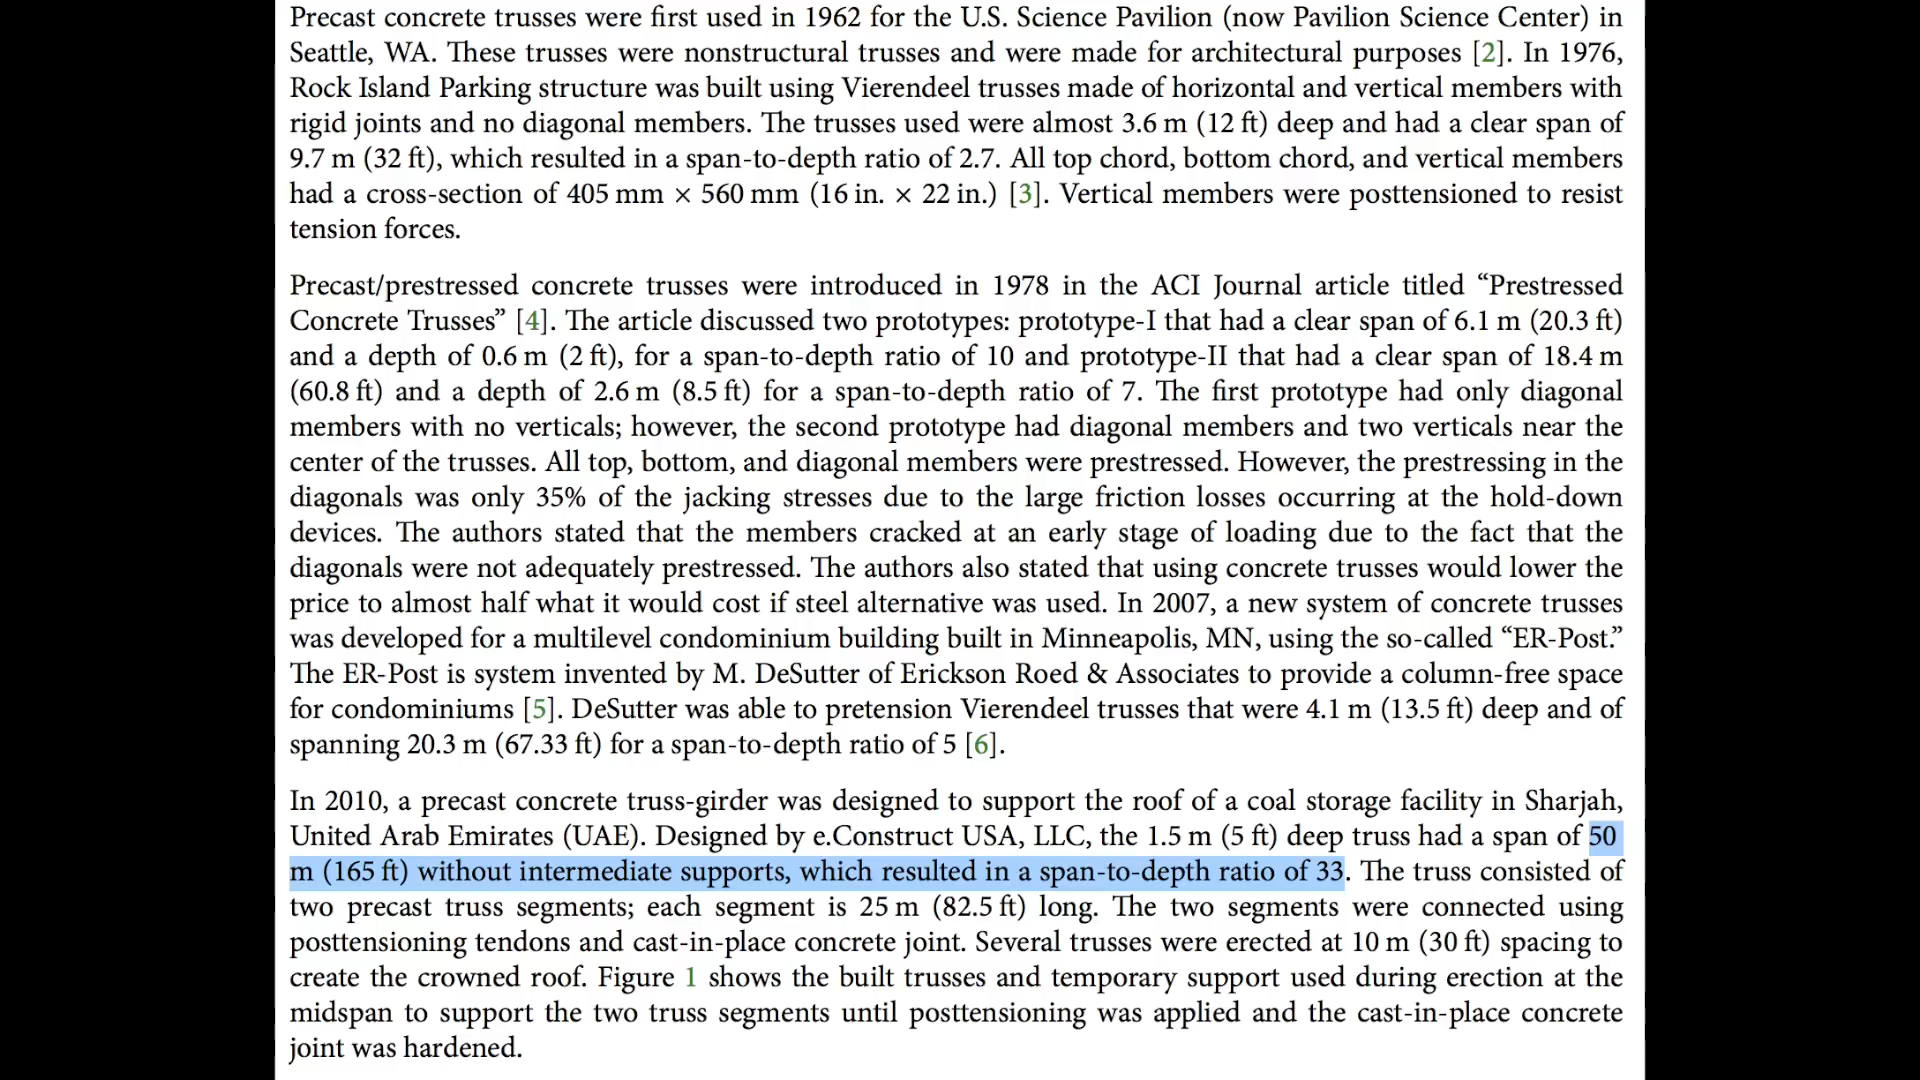 Precast concrete trusses were first used in 1962 for the U.S. Science Pavilion (now Pavilion Science Center) in
Seattle, WA. These trusses were nonstructural trusses and were made for architectural purposes [2]. In 1976,
Rock Island Parking structure was built using Vierendeel trusses made of horizontal and vertical members with
rigid joints and no diagonal members. The trusses used were almost 3.6 m (12 ft) deep and had a clear span of
9.7 m (32 ft), which resulted in a span-to-depth ratio of 2.7. All top chord, bottom chord, and vertical members
had a cross-section of 405 mm × 560 mm (16 in. × 22 in.) [3]. Vertical members were posttensioned to resist
tension forces.
Precast/prestressed concrete trusses were introduced in 1978 in the ACI Journal article titled “Prestressed
Concrete Trusses” [4]. The article discussed two prototypes: prototype-I that had a clear span of 6.1 m (20.3 ft)
and a depth of 0.6 m (2 ft), for a span-to-depth ratio of 10 and prototype-II that had a clear span of 18.4 m
(60.8 ft) and a depth of 2.6 m (8.5 ft) for a span-to-depth ratio of 7. The first prototype had only diagonal
members with no verticals; however, the second prototype had diagonal members and two verticals near the
center of the trusses. All top, bottom, and diagonal members were prestressed. However, the prestressing in the
diagonals was only 35% of the jacking stresses due to the large friction losses occurring at the hold-down
devices. The authors stated that the members cracked at an early stage of loading due to the fact that the
diagonals were not adequately prestressed. The authors also stated that using concrete trusses would lower the
price to almost half what it would cost if steel alternative was used. In 2007, a new system of concrete trusses
was developed for a multilevel condominium building built in Minneapolis, MN, using the so-called “ER-Post.”
The ER-Post is system invented by M. DeSutter of Erickson Roed & Associates to provide a column-free space
for condominiums [5]. DeSutter was able to pretension Vierendeel trusses that were 4.1 m (13.5 ft) deep and of
spanning 20.3 m (67.33 ft) for a span-to-depth ratio of 5 [6].
In 2010, a precast concrete truss-girder was designed to support the roof of a coal storage facility in Sharjah,
United Arab Emirates (UAE). Designed by e.Construct USA, LLC, the 1.5 m (5 ft) deep truss had a span of 50
m (165 ft) without intermediate supports, which resulted in a span-to-depth ratio of 33. The truss consisted of
two precast truss segments; each segment is 25 m (82.5 ft) long. The two segments were connected using
posttensioning tendons and cast-in-place concrete joint. Several trusses were erected at 10 m (30 ft) spacing to
create the crowned roof. Figure 1 shows the built trusses and temporary support used during erection at the
midspan to support the two truss segments until posttensioning was applied and the cast-in-place concrete
joint was hardened.